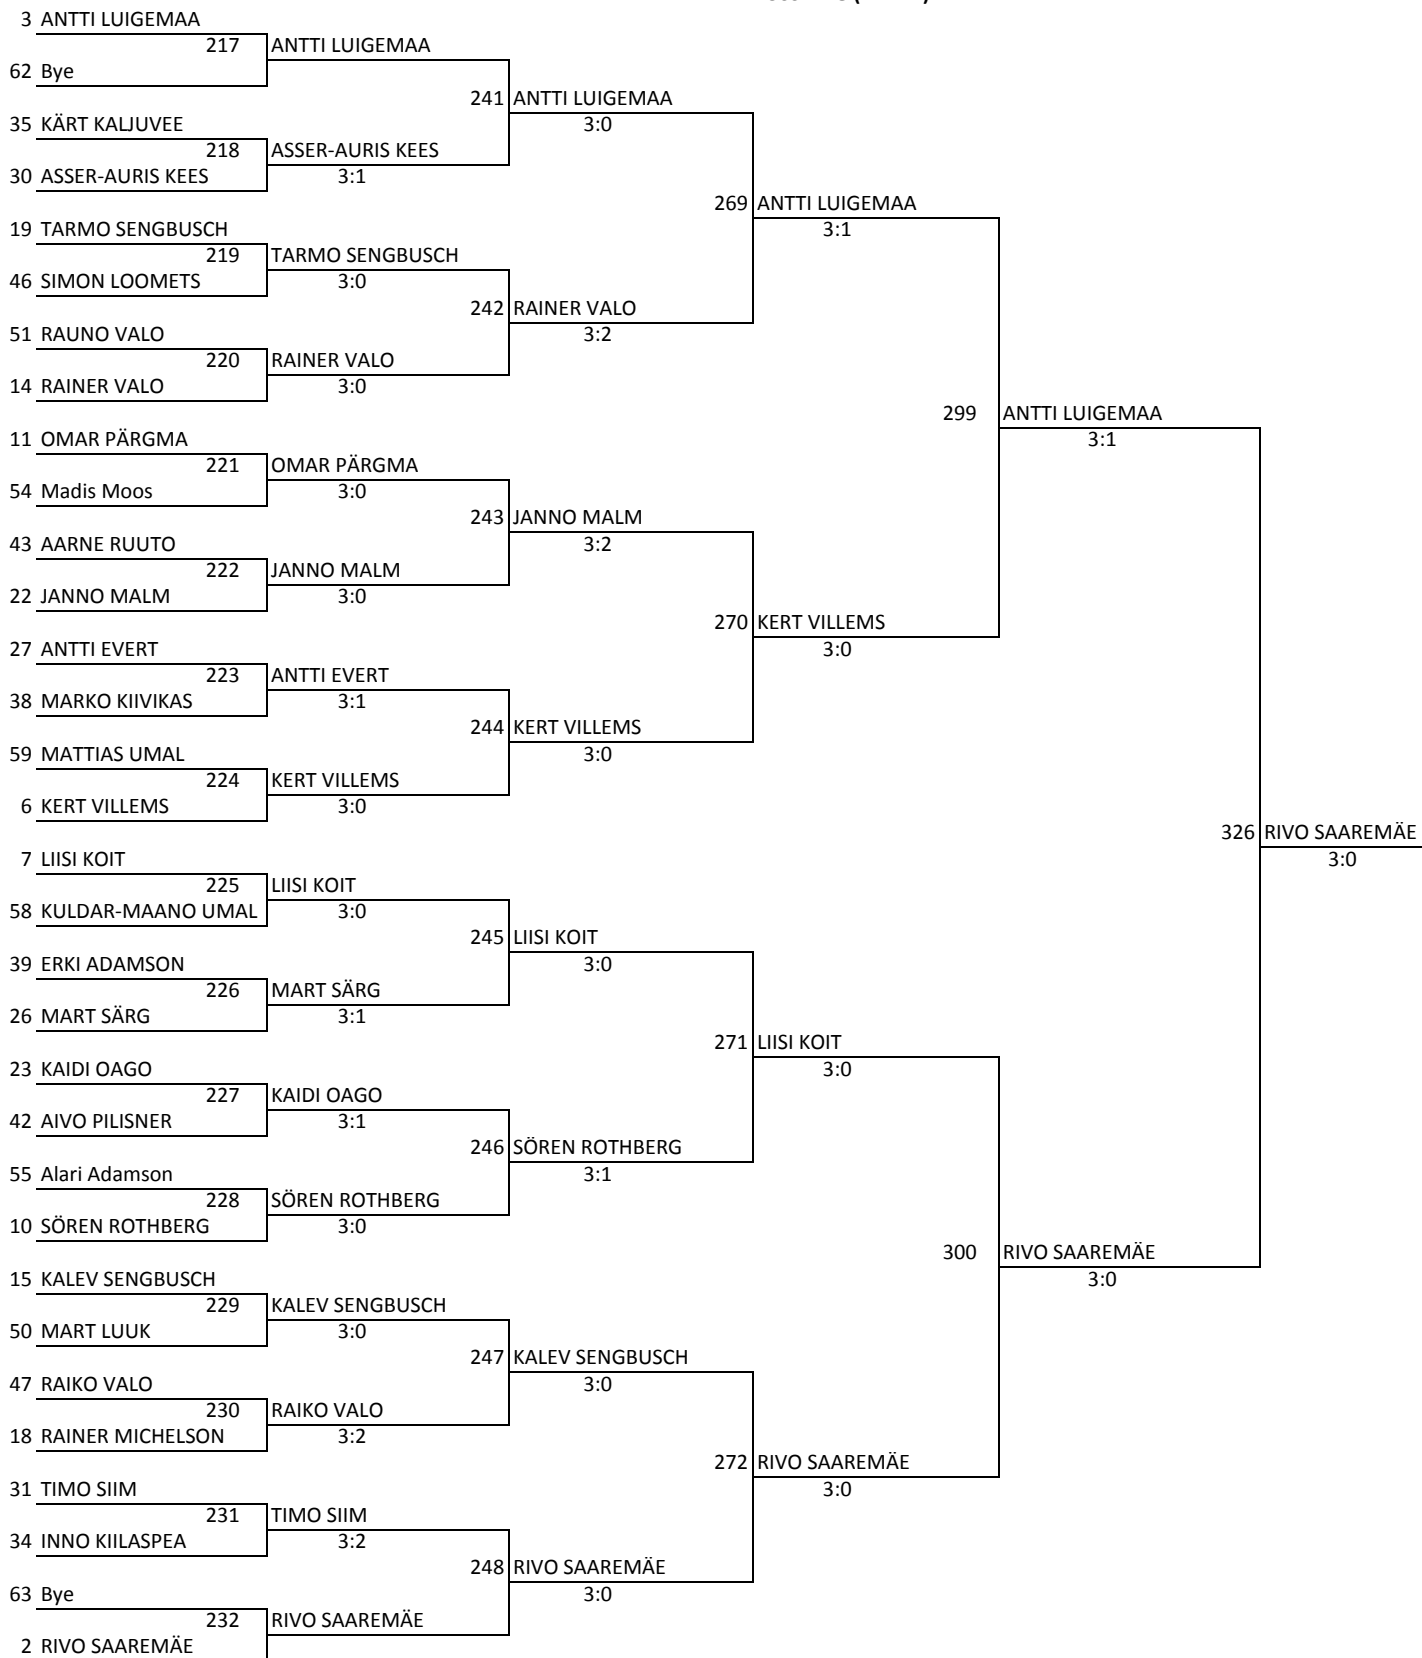 3 ANTTI LUIGEMAA
217 ANTTI LUIGEMAA
62 Bye
241 ANTTI LUIGEMAA
35 KÄRT KALJUVEE 3:0
218 ASSER-AURIS KEES
30 ASSER-AURIS KEES 3:1
269 ANTTI LUIGEMAA
19 TARMO SENGBUSCH 3:1
219 TARMO SENGBUSCH
46 SIMON LOOMETS 3:0
242 RAINER VALO
51 RAUNO VALO 3:2
220 RAINER VALO
14 RAINER VALO 3:0
299 ANTTI LUIGEMAA
11 OMAR PÄRGMA 3:1
221 OMAR PÄRGMA
54 Madis Moos 3:0
243 JANNO MALM
43 AARNE RUUTO 3:2
222 JANNO MALM
22 JANNO MALM 3:0
270 KERT VILLEMS
27 ANTTI EVERT 3:0
223 ANTTI EVERT
38 MARKO KIIVIKAS 3:1
244 KERT VILLEMS
59 MATTIAS UMAL 3:0
224 KERT VILLEMS
6 KERT VILLEMS 3:0
326 RIVO SAAREMÄE
7 LIISI KOIT 3:0
225 LIISI KOIT
58 KULDAR-MAANO UMAL 3:0
245 LIISI KOIT
39 ERKI ADAMSON 3:0
226 MART SÄRG
26 MART SÄRG 3:1
271 LIISI KOIT
23 KAIDI OAGO 3:0
227 KAIDI OAGO
42 AIVO PILISNER 3:1
246 SÖREN ROTHBERG
55 Alari Adamson 3:1
228 SÖREN ROTHBERG
10 SÖREN ROTHBERG 3:0
300 RIVO SAAREMÄE
15 KALEV SENGBUSCH 3:0
229 KALEV SENGBUSCH
50 MART LUUK 3:0
247 KALEV SENGBUSCH
47 RAIKO VALO 3:0
230 RAIKO VALO
18 RAINER MICHELSON 3:2
272 RIVO SAAREMÄE
31 TIMO SIIM 3:0
231 TIMO SIIM
34 INNO KIILASPEA 3:2
248 RIVO SAAREMÄE
63 Bye 3:0
232 RIVO SAAREMÄE
2 RIVO SAAREMÄE